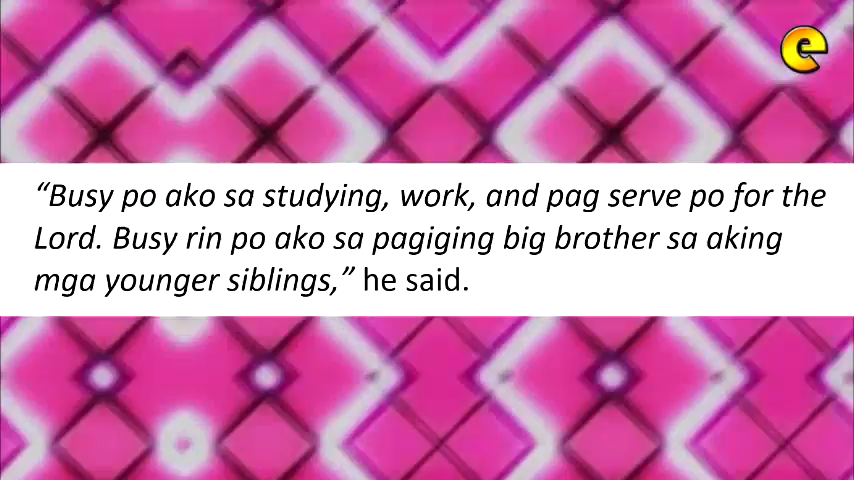 e
“Busy po ako sa studying, work, and pag serve po for the
Lord. Busy rin po ako sa pagiging big brother sa aking
mga younger siblings,” he said.